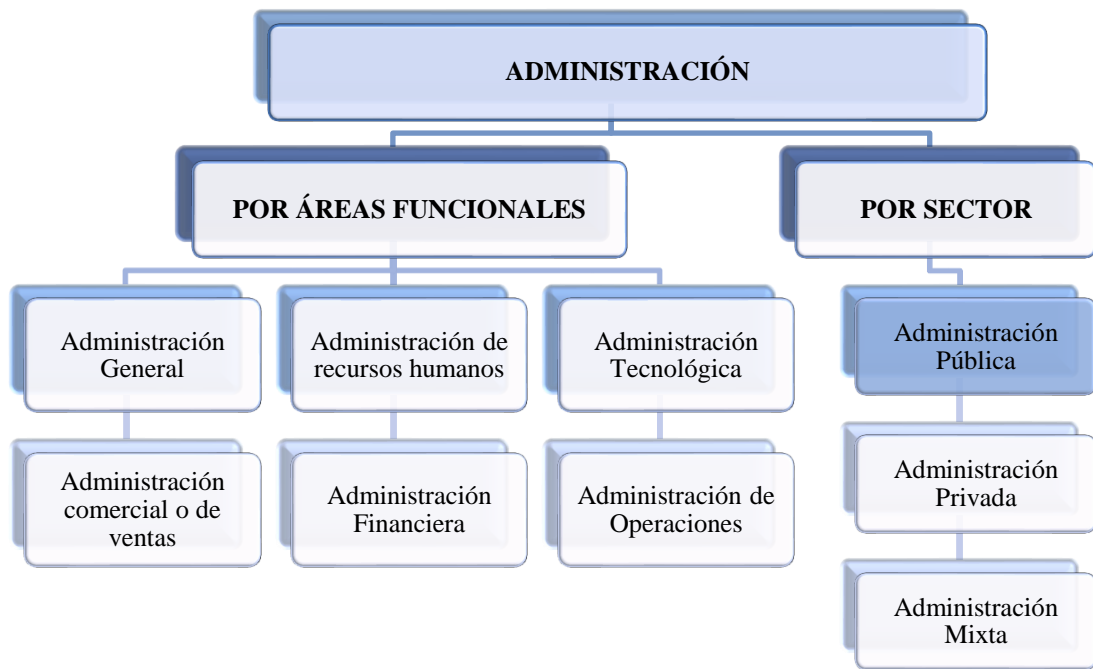 ADMINISTRACIÓN
POR ÁREAS FUNCIONALES
POR SECTOR
Administración
General
Administración de
recursos humanos
Administración
Tecnológica
Administración
Pública
Administración
comercial o de
ventas
Administración
Financiera
Administración de
Operaciones
Administración
Privada
Administración
Mixta